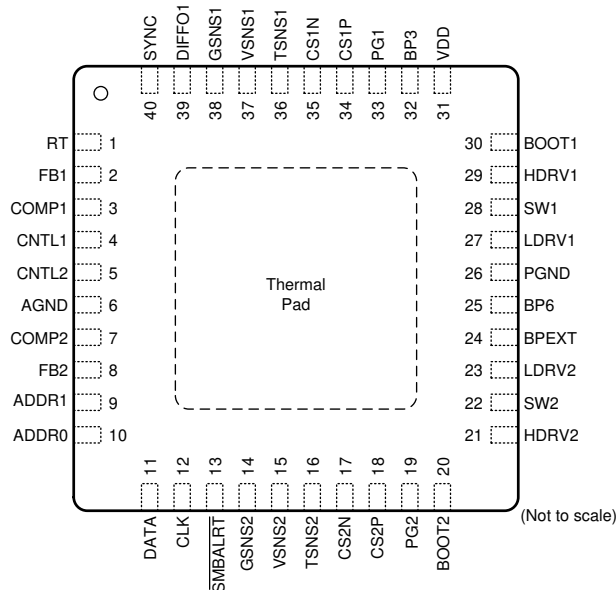 SYNC
DIFFO1
GSNS1
VSNS1
TSNS1
CS1N
CS1P
PG1
BP3
VDD
40
39
38
37
36
35
34
33
32
31
RT 1
FB1 2
COMP1 3
CNTL1 4
CNTL2 5
AGND 6
COMP2 7
FB2 8
ADDR1 9
ADDR0 10
Thermal
Pad
30 BOOT1
29 HDRV1
28 SW1
27 LDRV1
26 PGND
25 BP6
24 BPEXT
23 LDRV2
22 SW2
21 HDRV2
11
12
13
14
15
16
17
18
19
20
DATA
CLK
SMBALRT
GSNS2
VSNS2
TSNS2
CS2N
CS2P
PG2
BOOT2
(Not to scale)